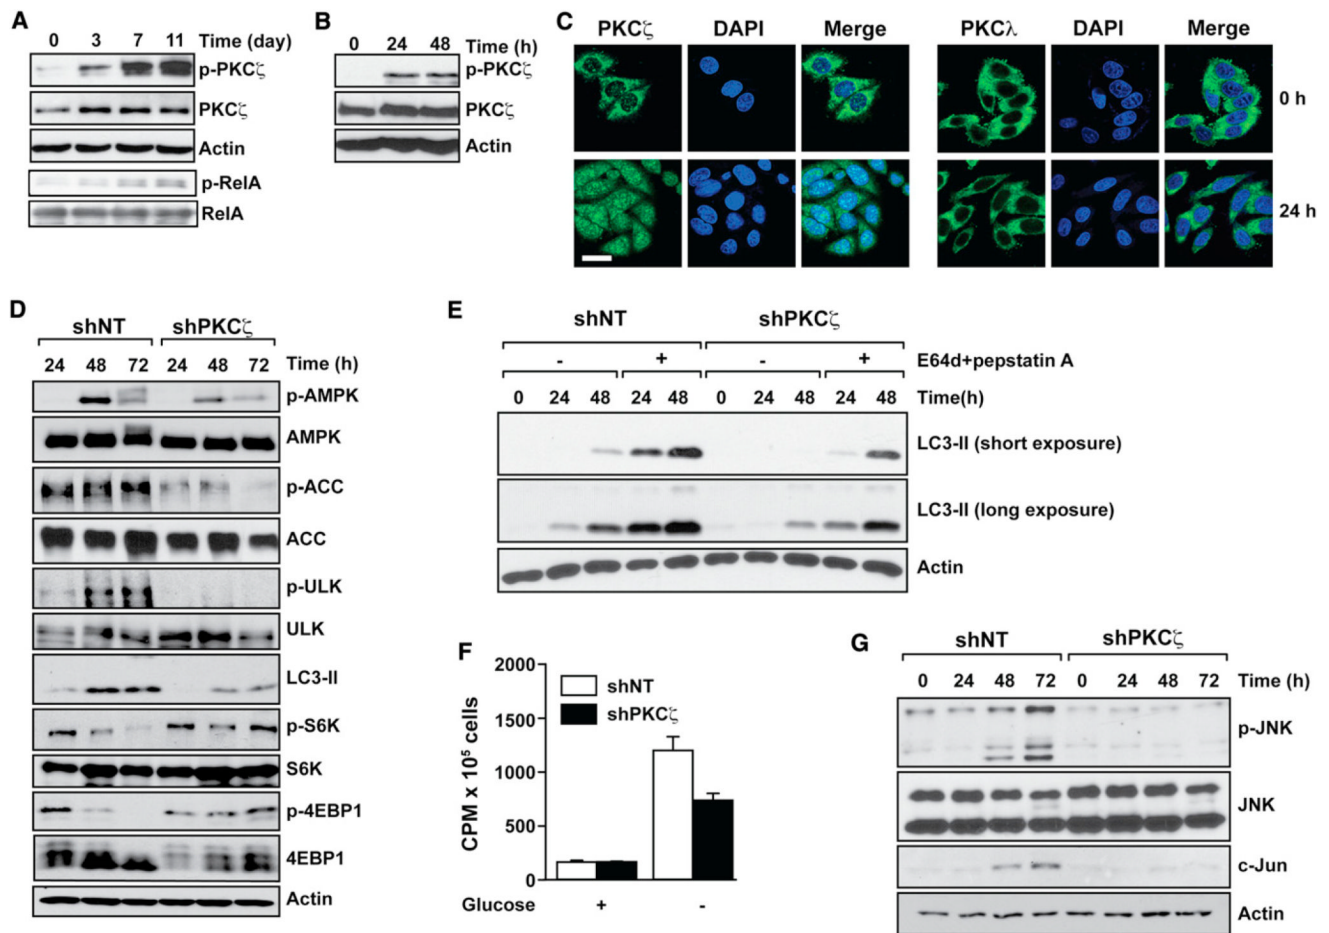 A
0 3 7 11 Time (day)
p-PKCζ
PKCζ
Actin
p-RelA
RelA
B
0 24 48 Time (h)
p-PKCζ
PKCζ
Actin
C
PKCζ DAPI Merge PKCλ DAPI Merge
0 h
24 h
D
shNT shPKCζ
24 48 72 24 48 72 Time (h)
p-AMPK
AMPK
p-ACC
ACC
p-ULK
ULK
LC3-II
p-S6K
S6K
p-4EBP1
4EBP1
Actin
E
shNT shPKCζ
- + - + E64d+pepstatin A
0 24 48 24 48 0 24 48 24 48 Time(h)
LC3-II (short exposure)
LC3-II (long exposure)
Actin
F
CPM x 10⁵ cells
2000
1500
1000
500
0
shNT
shPKCζ
Glucose + -
G
shNT shPKCζ
0 24 48 72 0 24 48 72 Time (h)
p-JNK
JNK
c-Jun
Actin